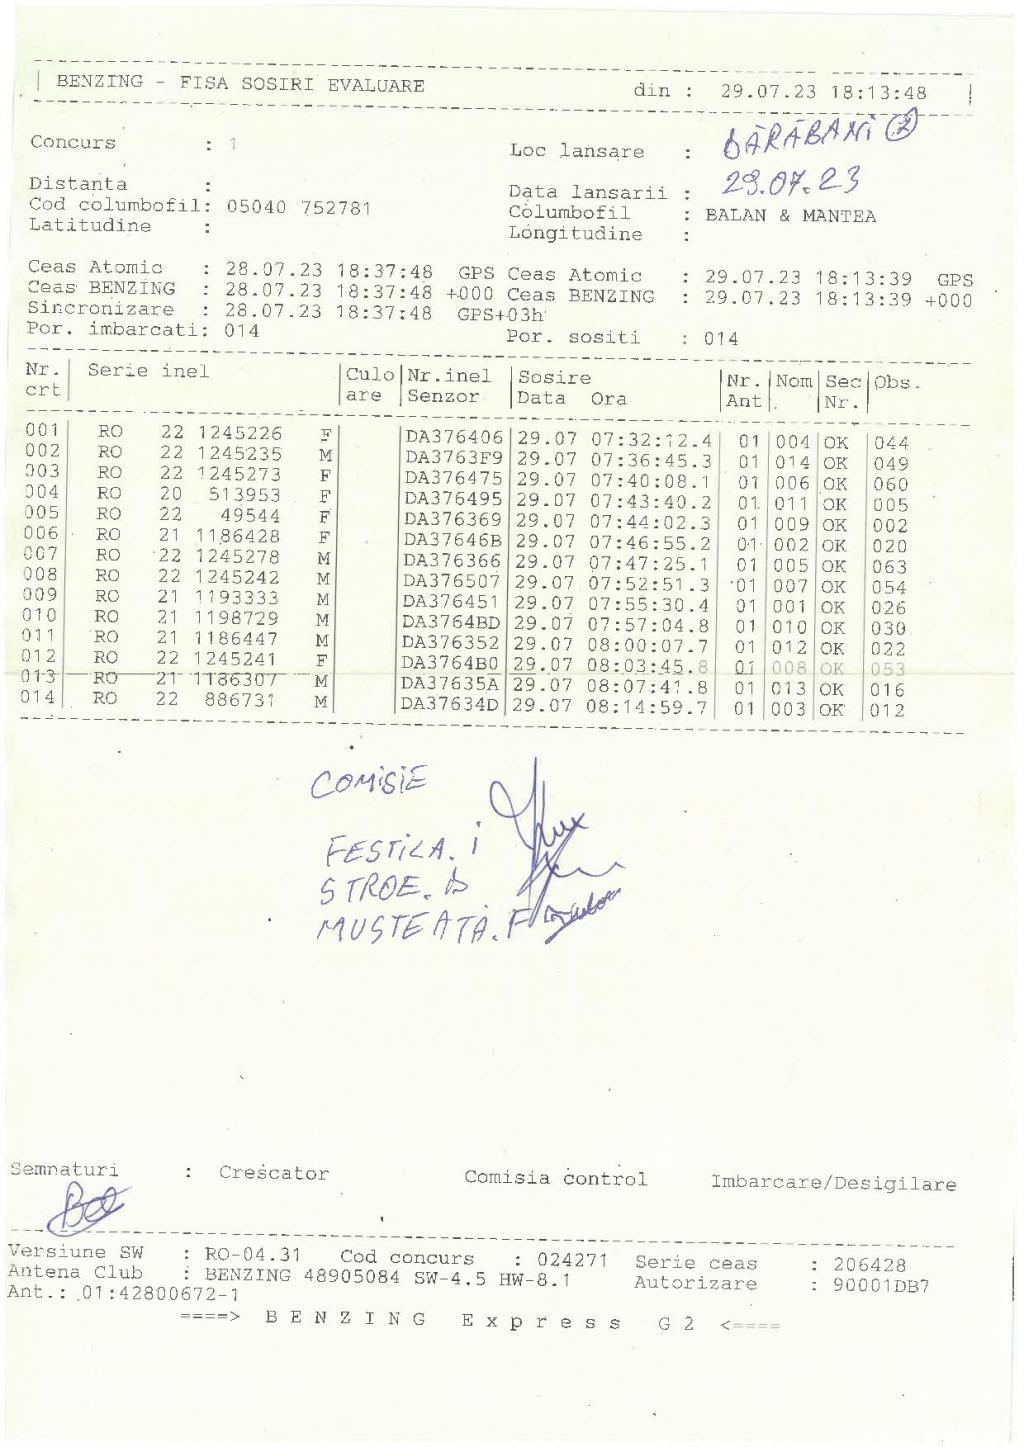 BENZING - FISA SOSIRI EVALUARE din : 29.07.23 18:13:48
Concurs : 1 Loc lansare : DĂRĂBANI 2
Distanta : Data lansarii : 29.07.23
Cod columbofil: 05040 752781 Columbofil : BALAN & MANTEA
Latitudine : Longitudine :
Ceas Atomic : 28.07.23 18:37:48 GPS Ceas Atomic : 29.07.23 18:13:39 GPS
Ceas BENZING : 28.07.23 18:37:48 +000 Ceas BENZING : 29.07.23 18:13:39 +000
Sincronizare : 28.07.23 18:37:48 GPS+03h
Por. imbarcati: 014 Por. sositi : 014
Nr. Serie inel Culo Nr.inel Sosire Nr. Nom Sec Obs.
crt are Senzor Data Ora Ant . Nr.
001 RO 22 1245226 F DA376406 29.07 07:32:12.4 01 004 OK 044
002 RO 22 1245235 M DA3763F9 29.07 07:36:45.3 01 014 OK 049
003 RO 22 1245273 F DA376475 29.07 07:40:08.1 01 006 OK 060
004 RO 20 513953 F DA376495 29.07 07:43:40.2 01 011 OK 005
005 RO 22 49544 F DA376369 29.07 07:44:02.3 01 009 OK 002
006 RO 21 1186428 F DA37646B 29.07 07:46:55.2 01 002 OK 020
007 RO 22 1245278 M DA376366 29.07 07:47:25.1 01 005 OK 063
008 RO 22 1245242 M DA376507 29.07 07:52:51.3 01 007 OK 054
009 RO 21 1193333 M DA376451 29.07 07:55:30.4 01 001 OK 026
010 RO 21 1198729 M DA3764BD 29.07 07:57:04.8 01 010 OK 030
011 RO 21 1186447 M DA376352 29.07 08:00:07.7 01 012 OK 022
012 RO 22 1245241 F DA3764B0 29.07 08:03:45.8 01 008 OK 053
013 RO 21 1186307 M DA37635A 29.07 08:07:41.8 01 013 OK 016
014 RO 22 886731 M DA37634D 29.07 08:14:59.7 01 003 OK 012
COMISIE
FESTILA. I
STROE. D
MUSTEATĂ. F
Semnaturi : Crescator Comisia control Imbarcare/Desigilare
Versiune SW : RO-04.31 Cod concurs : 024271 Serie ceas : 206428
Antena Club : BENZING 48905084 SW-4.5 HW-8.1 Autorizare : 90001DB7
Ant.: 01:42800672-1
====> BENZING Express G2 <====